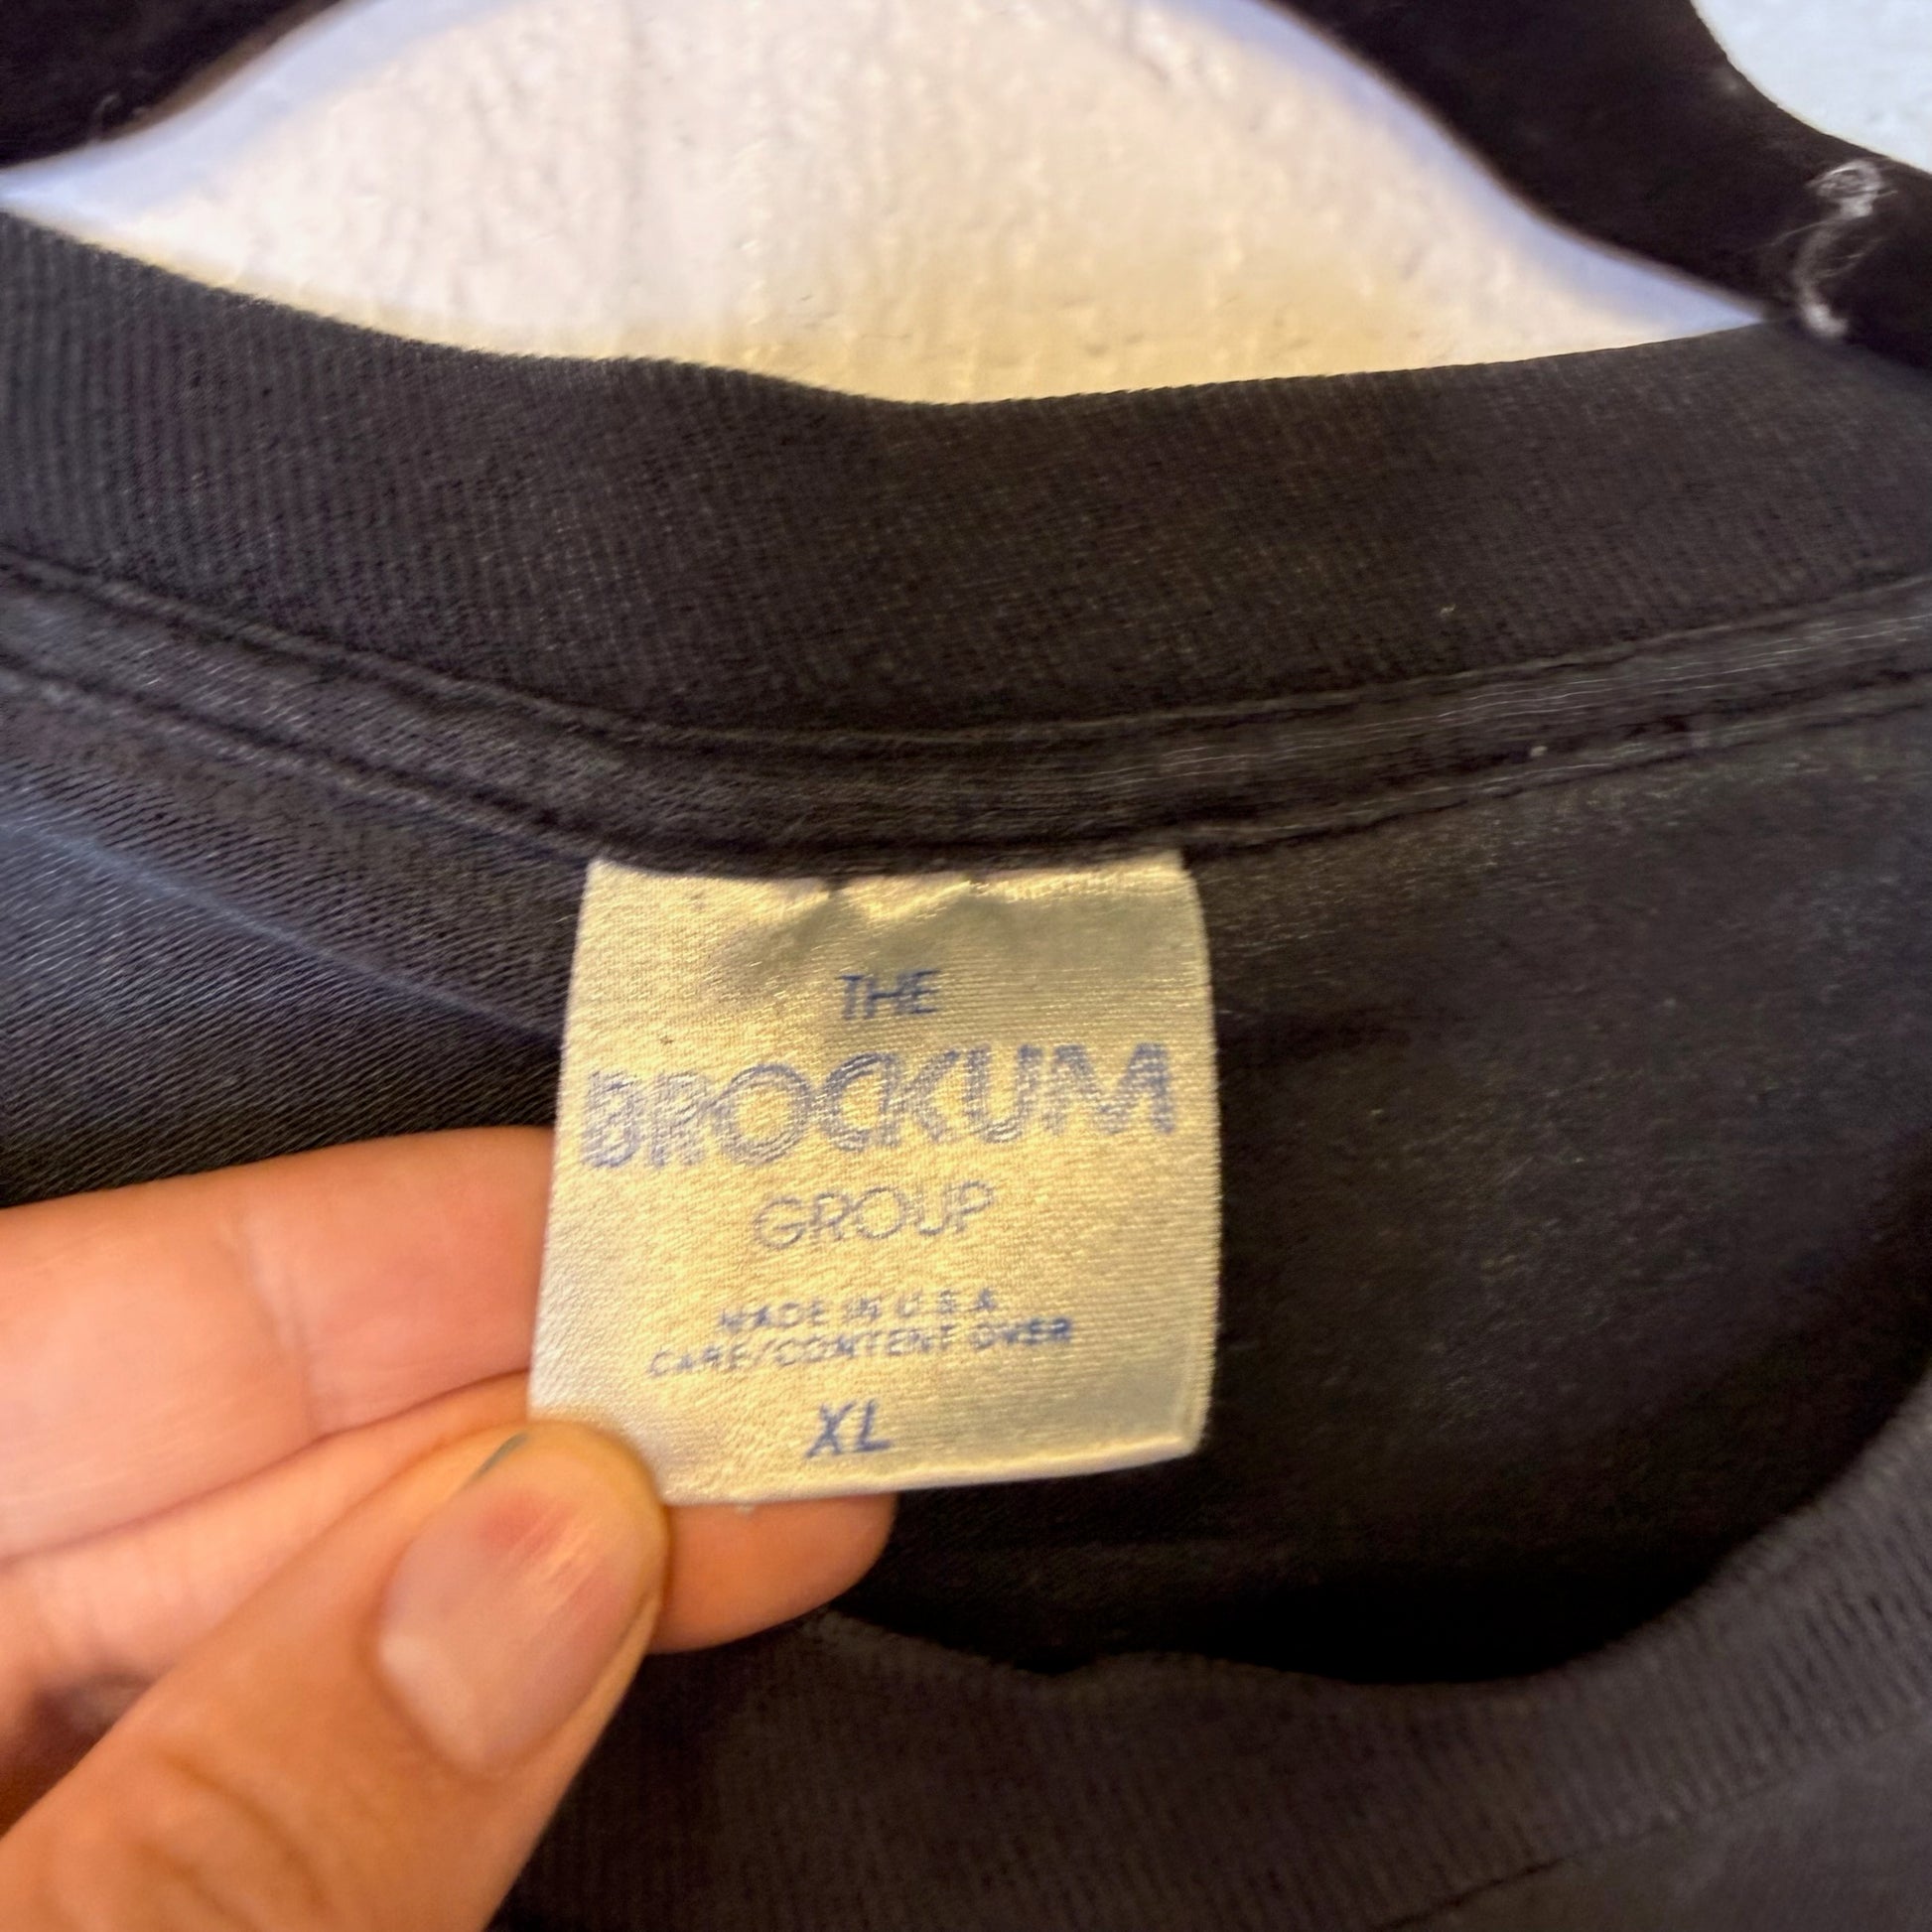 THE
BROCKUM
GROUP
MADE IN U.S.A.
CARE/CONTENT OVER
XL